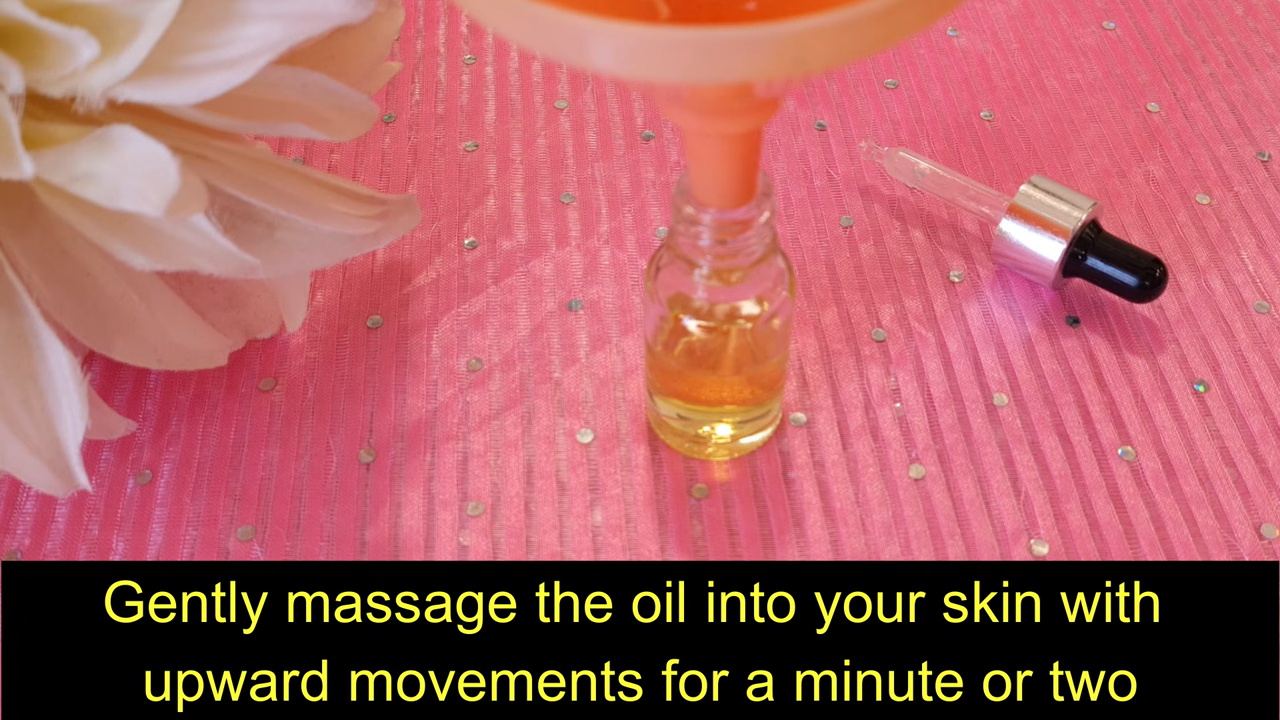 Gently massage the oil into your skin with
upward movements for a minute or two